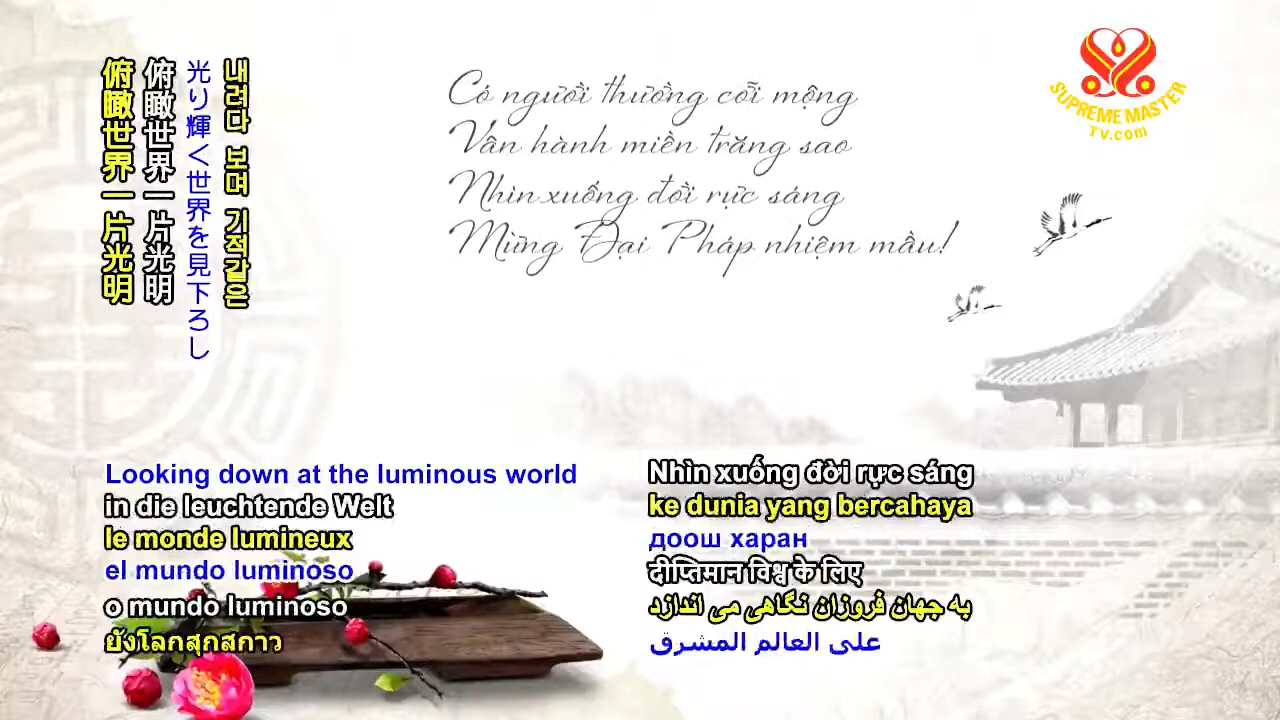 내려다 보며 기적같은
光り輝く世界を見下ろし
俯瞰世界一片光明
俯瞰世界一片光明
Có người thường cõi mộng
Vân hành miền trăng sao
Nhìn xuống đời rực sáng
Mừng Đại Pháp nhiệm mầu!
SUPREME MASTER
TV.com
Looking down at the luminous world
in die leuchtende Welt
le monde lumineux
el mundo luminoso
o mundo luminoso
ยังโลกสุกสกาว
Nhìn xuống đời rực sáng
ke dunia yang bercahaya
доош харан
दीप्तिमान विश्व के लिए
به جهان فروزان نگاهی می اندازد
على العالم المشرق